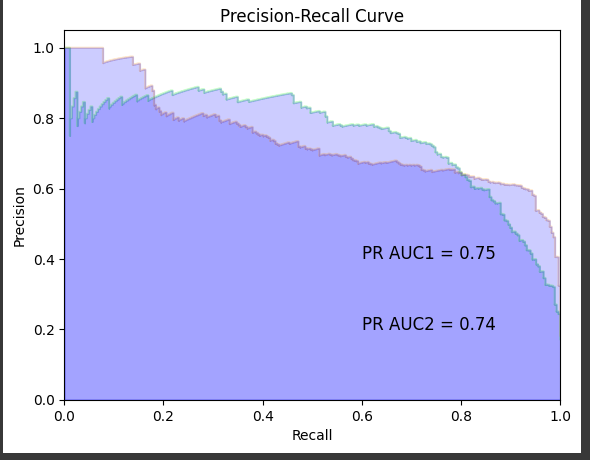 Precision-Recall Curve
1.0
0.8
0.6
0.4
0.2
0.0
Precision
PR AUC1 = 0.75
PR AUC2 = 0.74
0.0 0.2 0.4 0.6 0.8 1.0
Recall